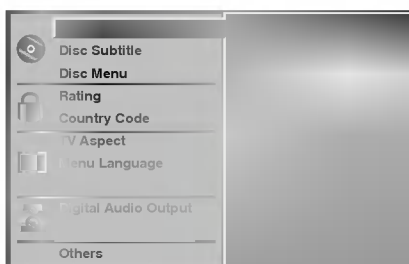 Disc Subtitle
Disc Menu
Rating
Country Code
TV Aspect
Menu Language
Digital Audio Output
Others